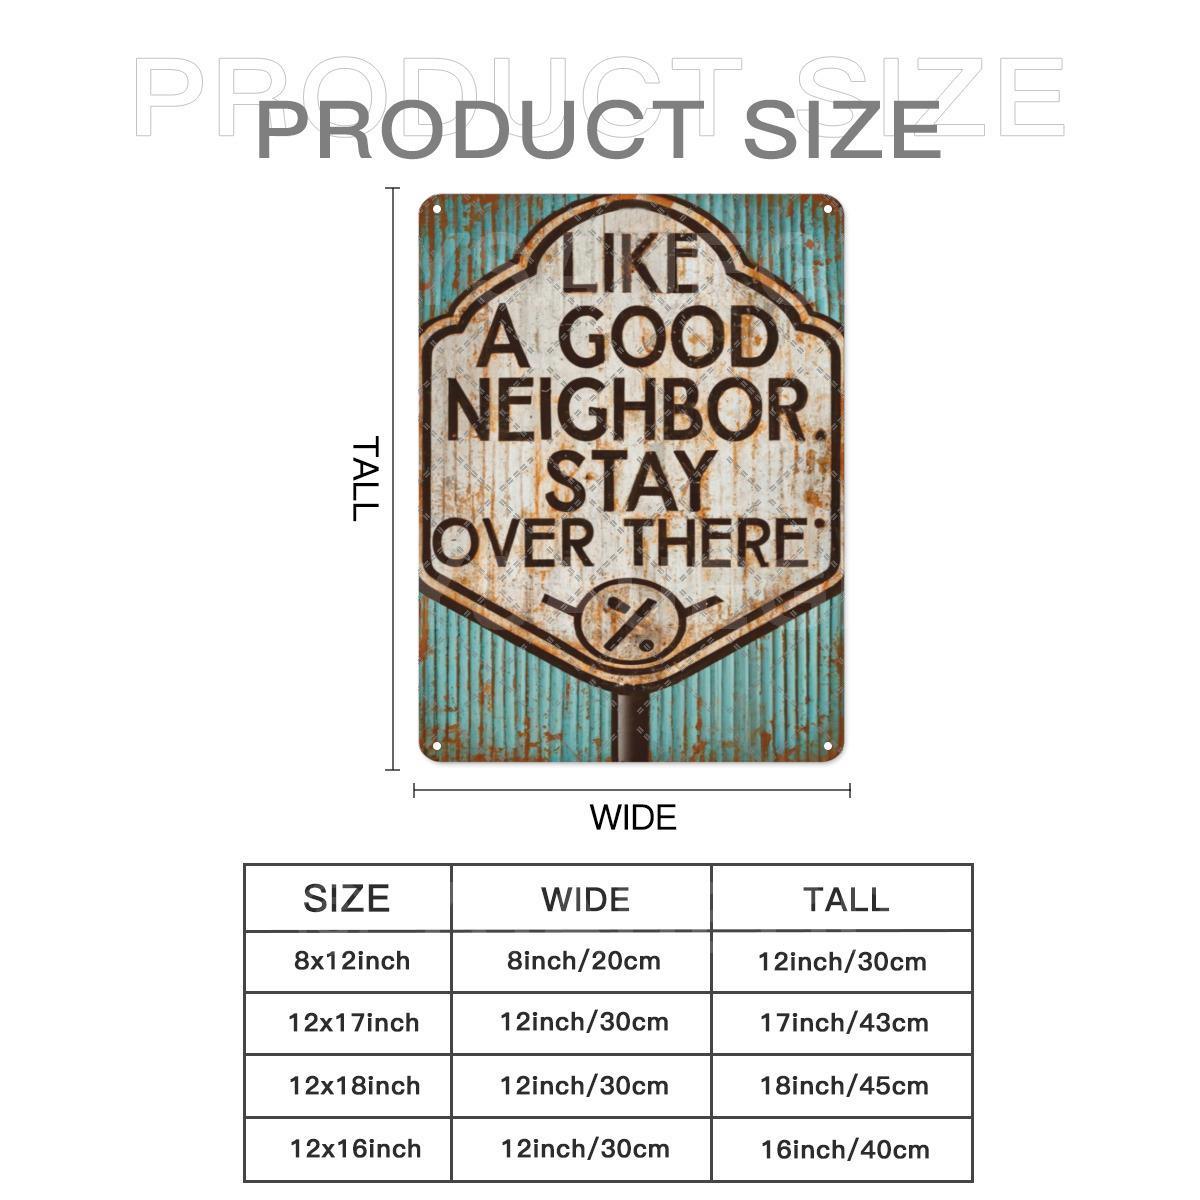 PRODUCT SIZE
PRODUCT SIZE
LIKE
A GOOD
NEIGHBOR.
STAY
OVER THERE
TALL
WIDE
SIZE WIDE TALL
8x12inch 8inch/20cm 12inch/30cm
12x17inch 12inch/30cm 17inch/43cm
12x18inch 12inch/30cm 18inch/45cm
12x16inch 12inch/30cm 16inch/40cm